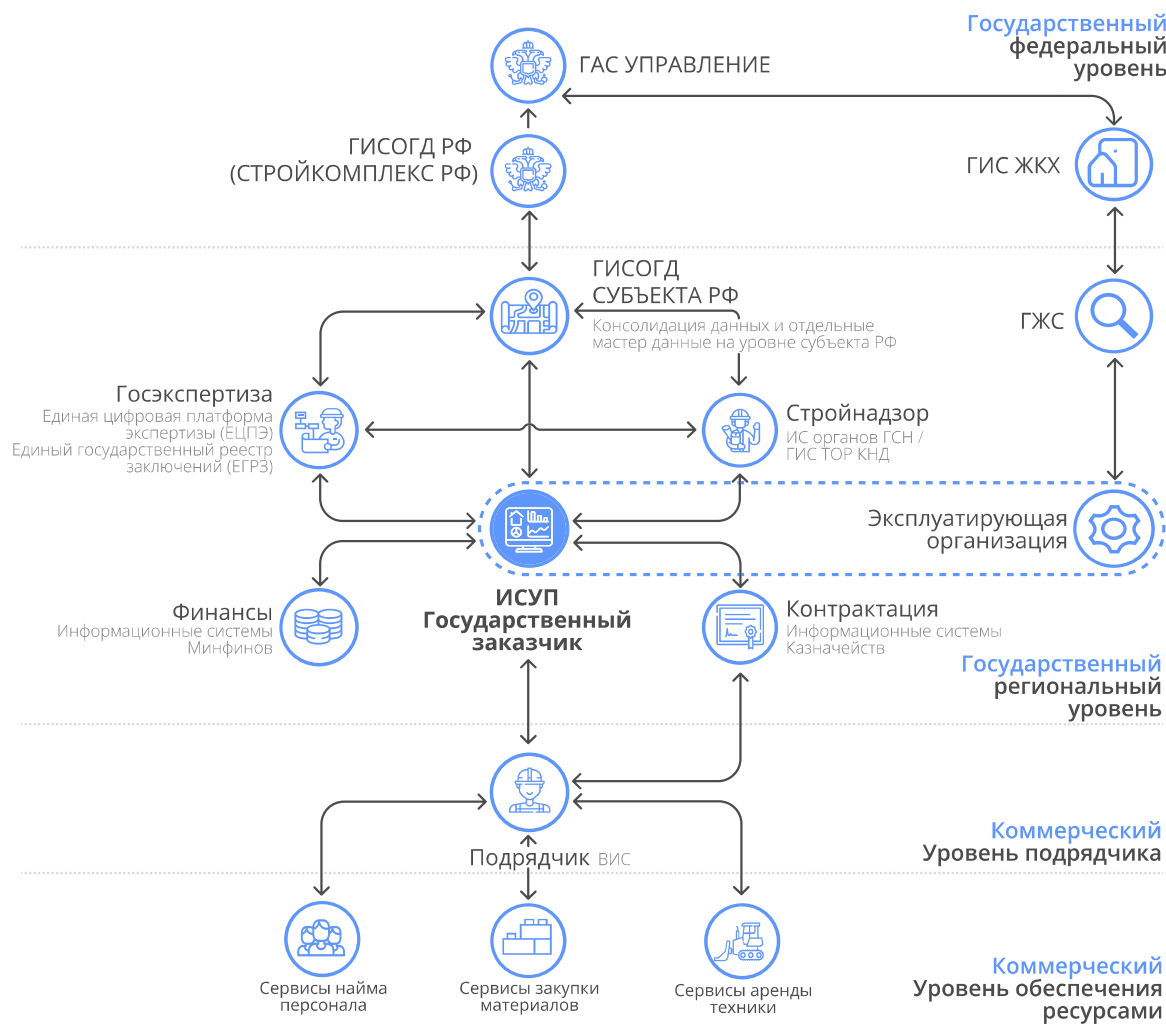 Государственный
федеральный
уровень
ГАС УПРАВЛЕНИЕ
ГИСОГД РФ
(СТРОЙКОМПЛЕКС РФ)
ГИС ЖКХ
ГИСОГД
СУБЪЕКТА РФ
Консолидация данных и отдельные
мастер данные на уровне субъекта РФ
ГЖС
Госэкспертиза
Единая цифровая платформа
экспертизы (ЕЦПЭ)
Единый государственный реестр
заключений (ЕГРЗ)
Стройнадзор
ИС органов ГСН /
ГИС ТОР КНД
Эксплуатирующая
организация
ИСУП
Государственный
заказчик
Финансы
Информационные системы
Минфинов
Контрактация
Информационные системы
Казначейств
Государственный
региональный
уровень
Подрядчик ВИС
Коммерческий
Уровень подрядчика
Сервисы найма
персонала
Сервисы закупки
материалов
Сервисы аренды
техники
Коммерческий
Уровень обеспечения
ресурсами